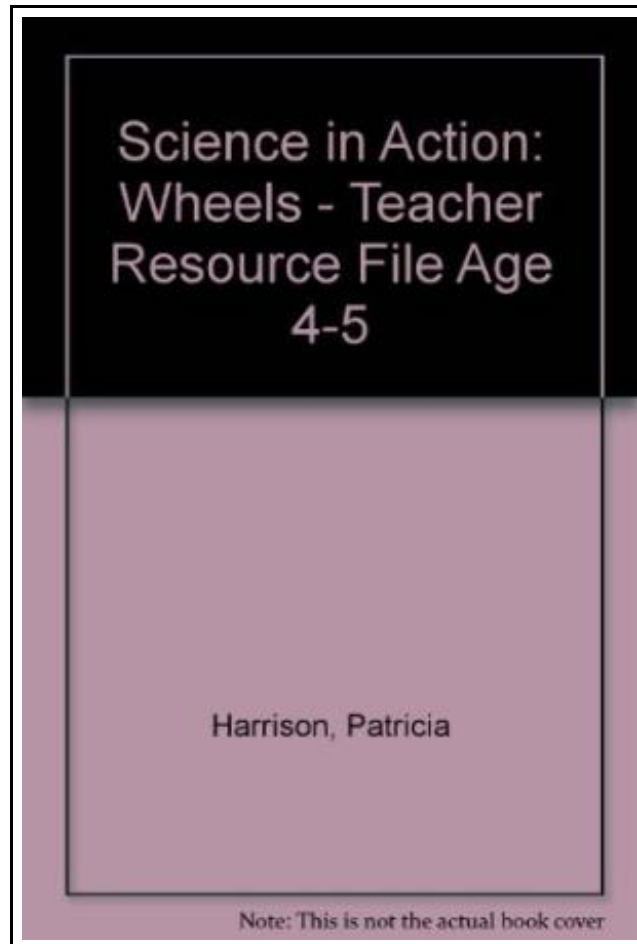 Science in Action:
Wheels - Teacher
Resource File Age
4-5
Harrison, Patricia
Note: This is not the actual book cover